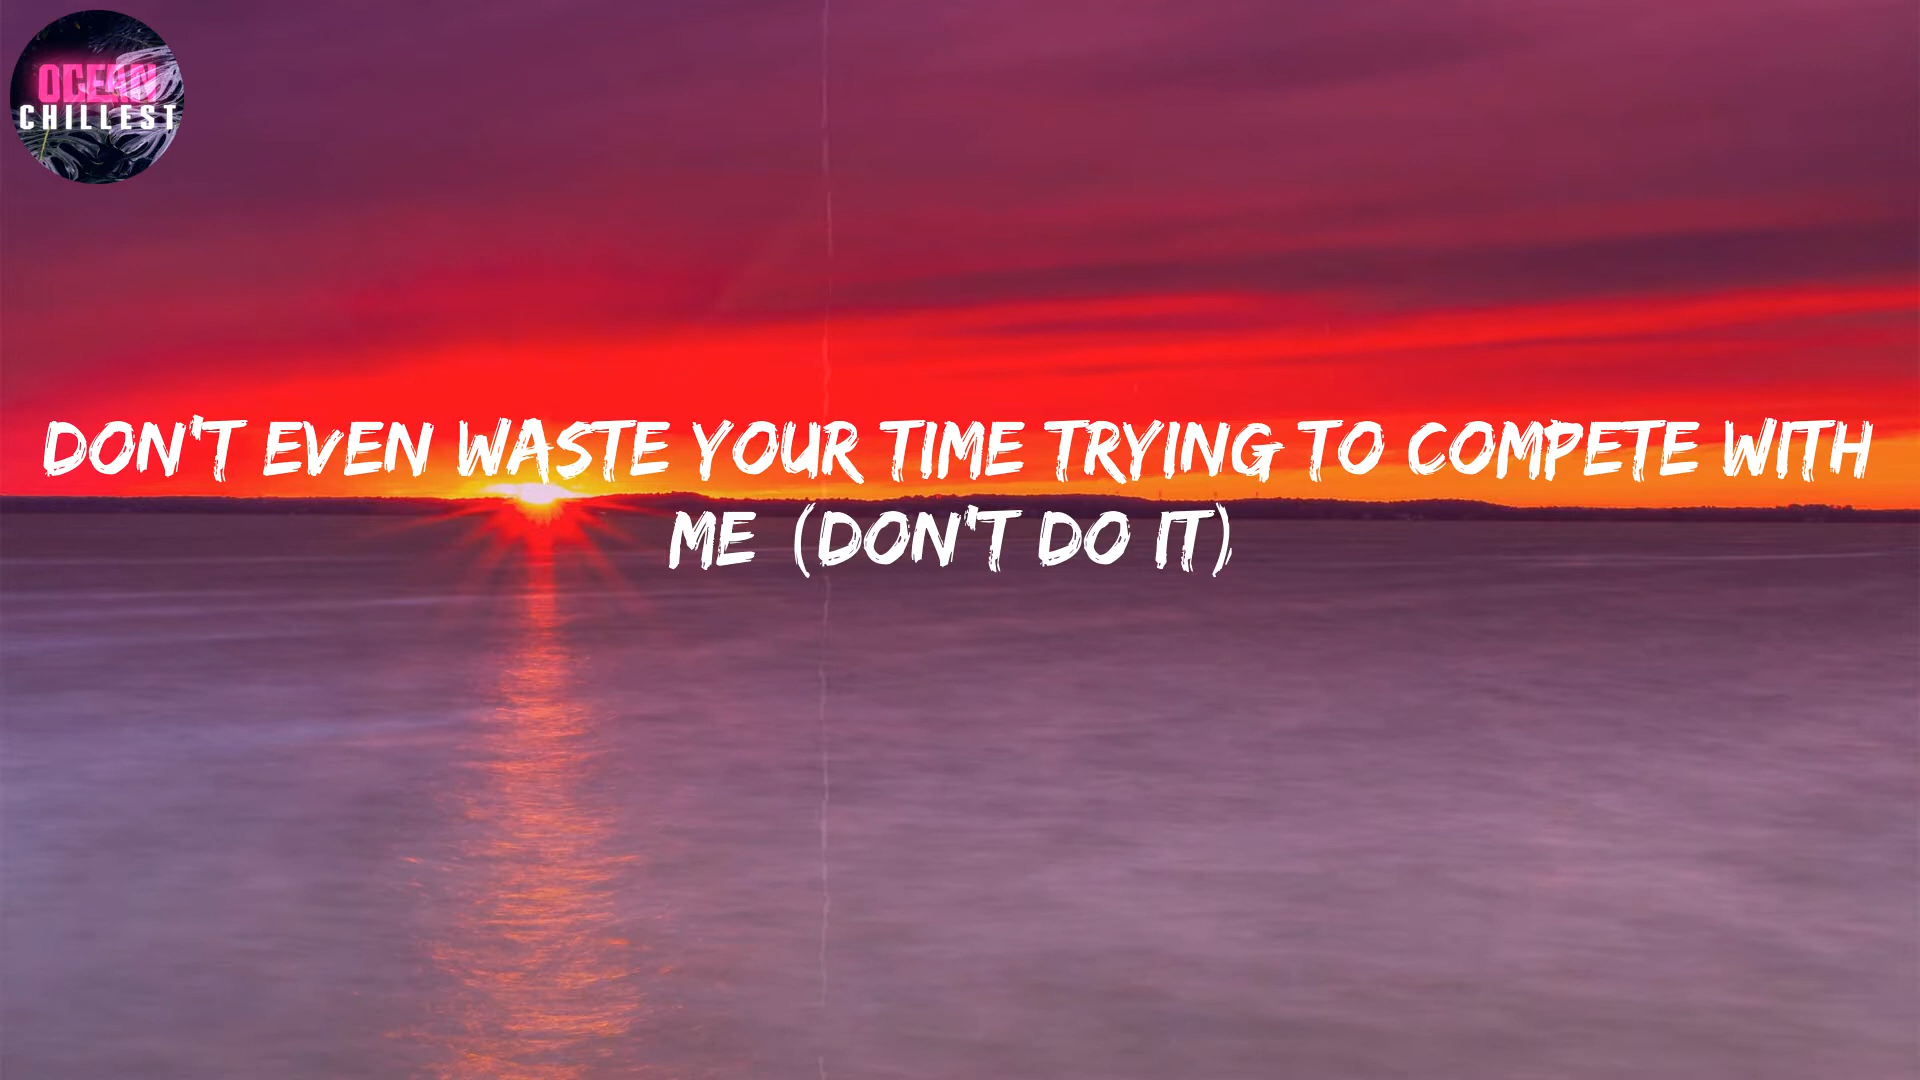 OCEAN
CHILLEST
DON'T EVEN WASTE YOUR TIME TRYING TO COMPETE WITH
ME (DON'T DO IT)